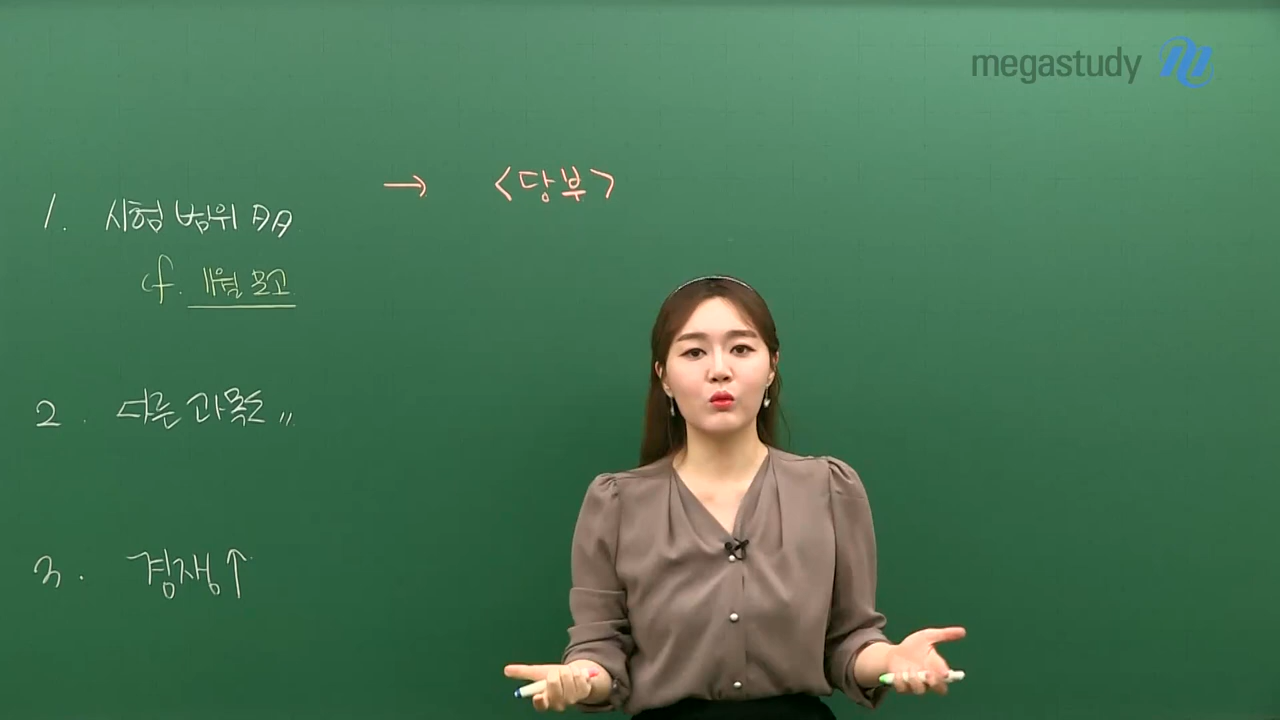 megastudy
→ <당부>
1. 시험 범위
cf. 11월 모고
2. 다른 과목도 〃
3. 경쟁↑